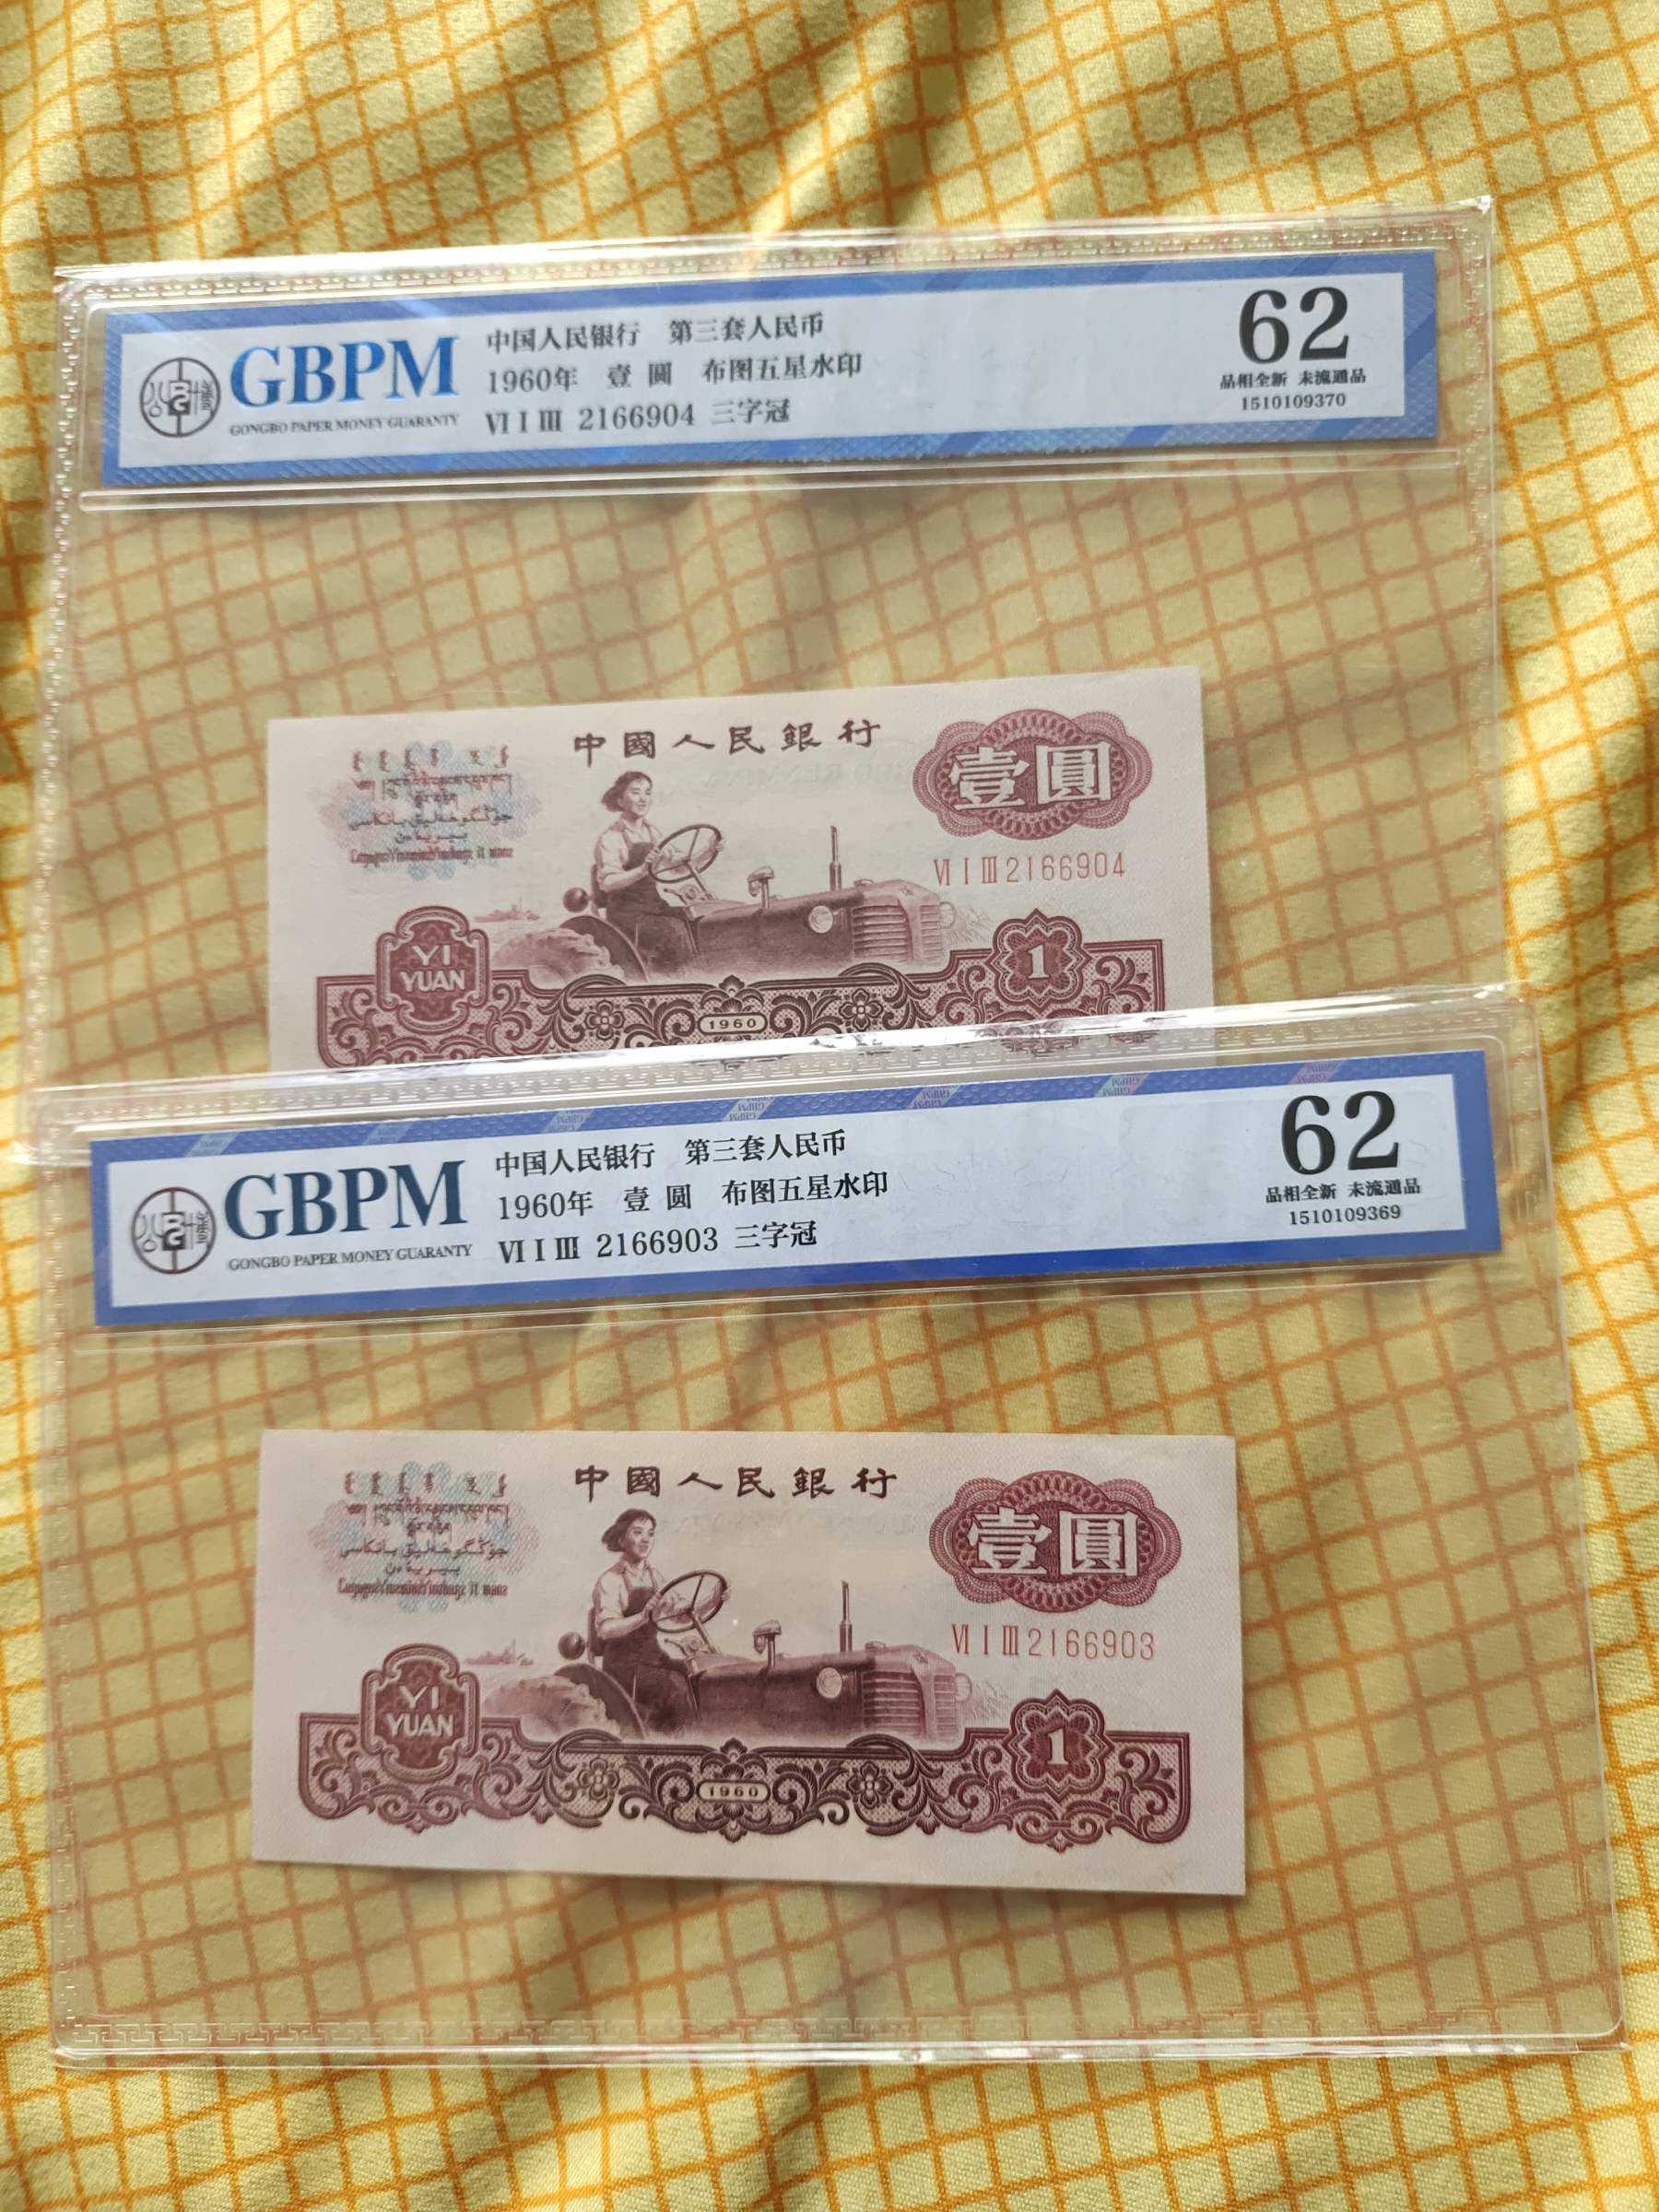 GBPM
GONGBO PAPER MONEY GUARANTY
中国人民银行 第三套人民币
1960年 壹 圆 布图五星水印
VI I III 2166904 三字冠
62
品相全新 未流通品
1510109370
中國人民銀行
壹圓
VI I III 2166904
YI
YUAN
1
1960
GBPM
GONGBO PAPER MONEY GUARANTY
中国人民银行 第三套人民币
1960年 壹 圆 布图五星水印
VI I III 2166903 三字冠
62
品相全新 未流通品
1510109369
中國人民銀行
壹圓
VI I III 2166903
YI
YUAN
1
1960